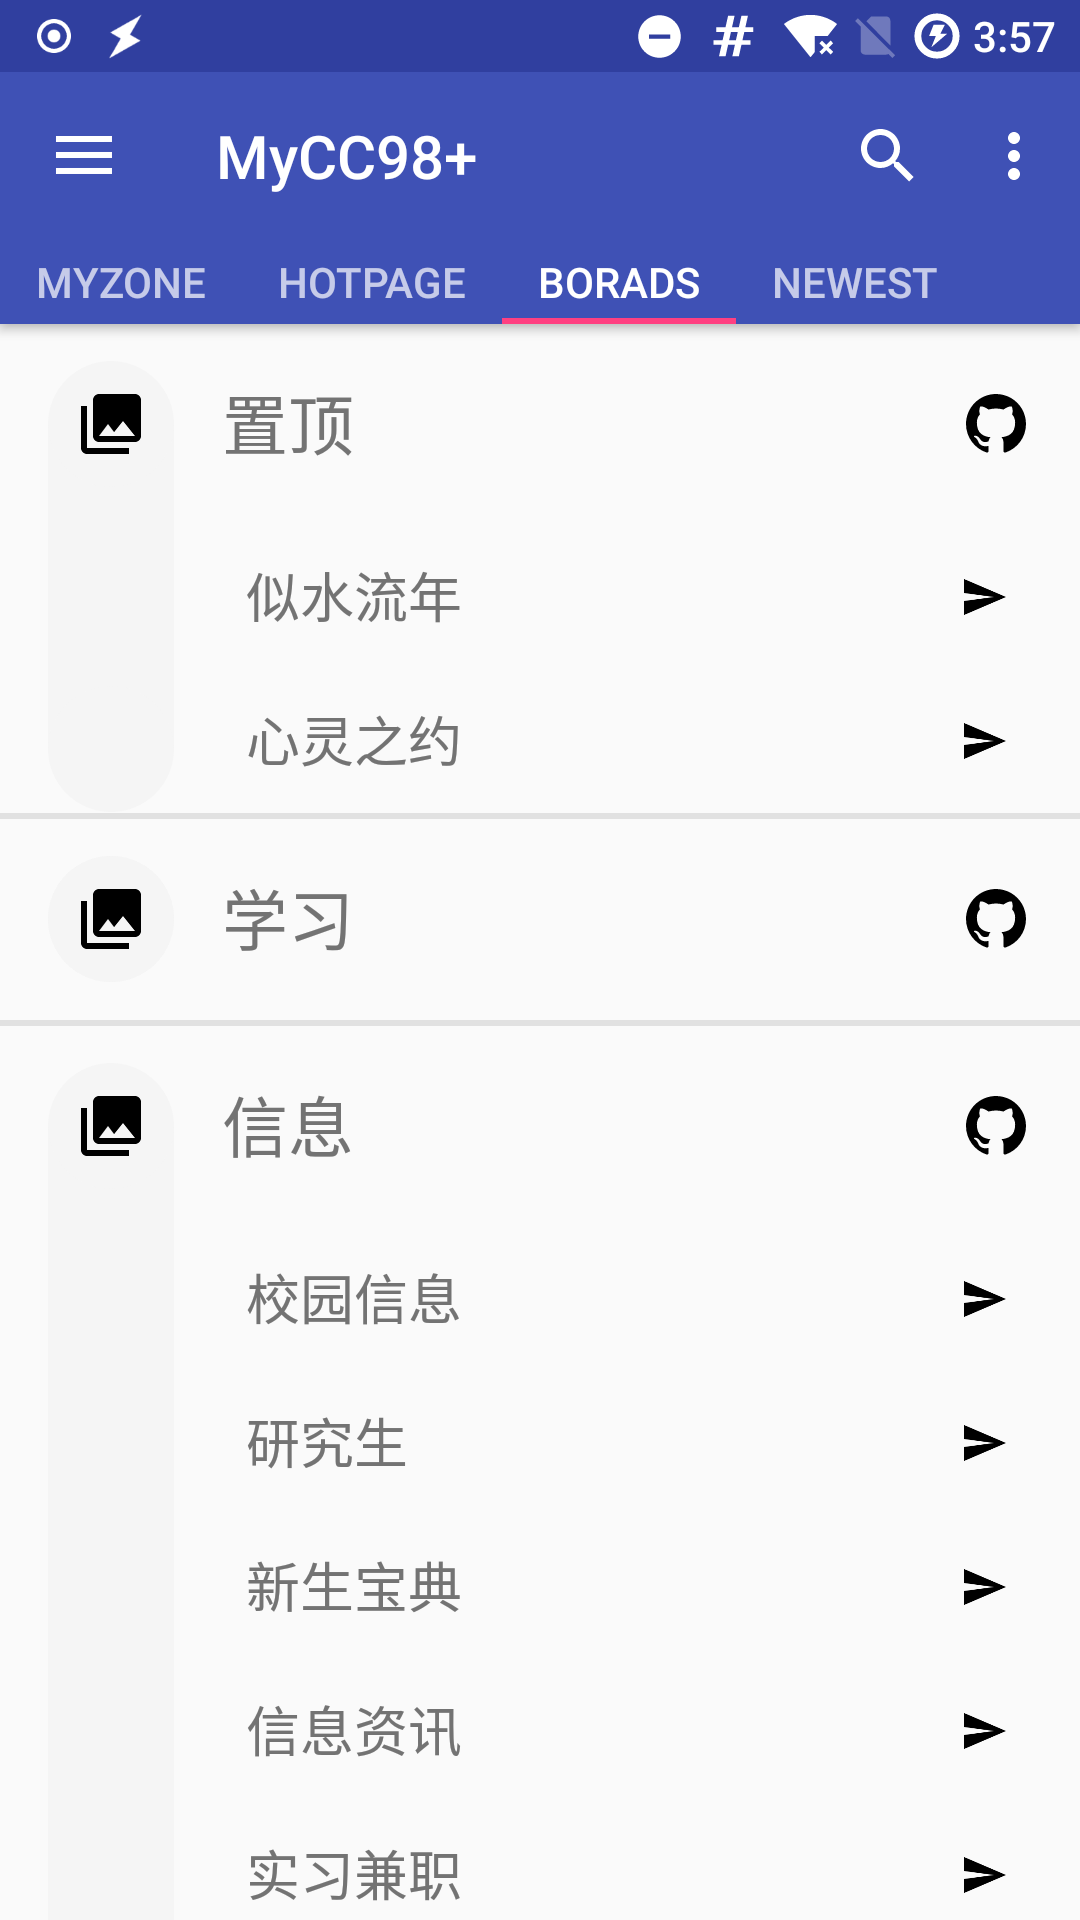 3:57
MyCC98+
MYZONE HOTPAGE BORADS NEWEST
置顶
似水流年
心灵之约
学习
信息
校园信息
研究生
新生宝典
信息资讯
实习兼职